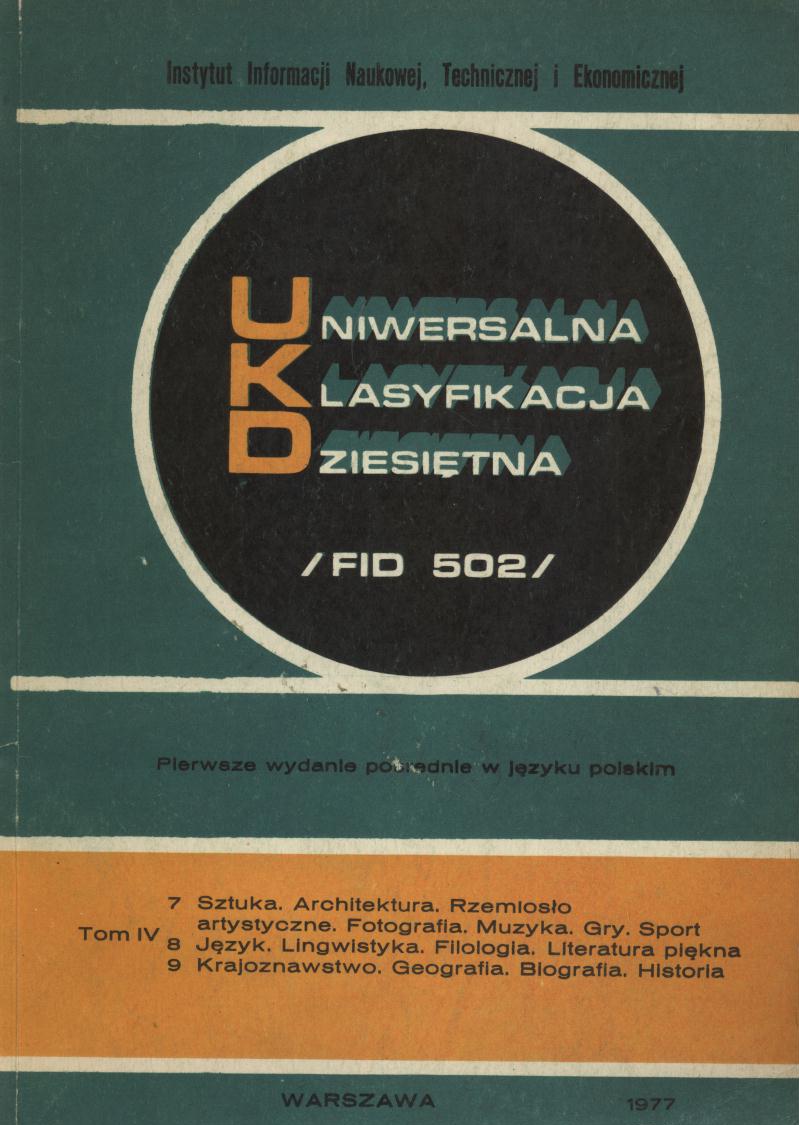 Instytut Informacji Naukowej, Technicznej i Ekonomicznej
UNIWERSALNA
KLASYFIKACJA
DZIESIĘTNA
/FID 502/
Pierwsze wydanie pośrednie w języku polskim
7 Sztuka. Architektura. Rzemiosło
artystyczne. Fotografia. Muzyka. Gry. Sport
Tom IV
8 Język. Lingwistyka. Filologia. Literatura piękna
9 Krajoznawstwo. Geografia. Biografia. Historia
WARSZAWA 1977